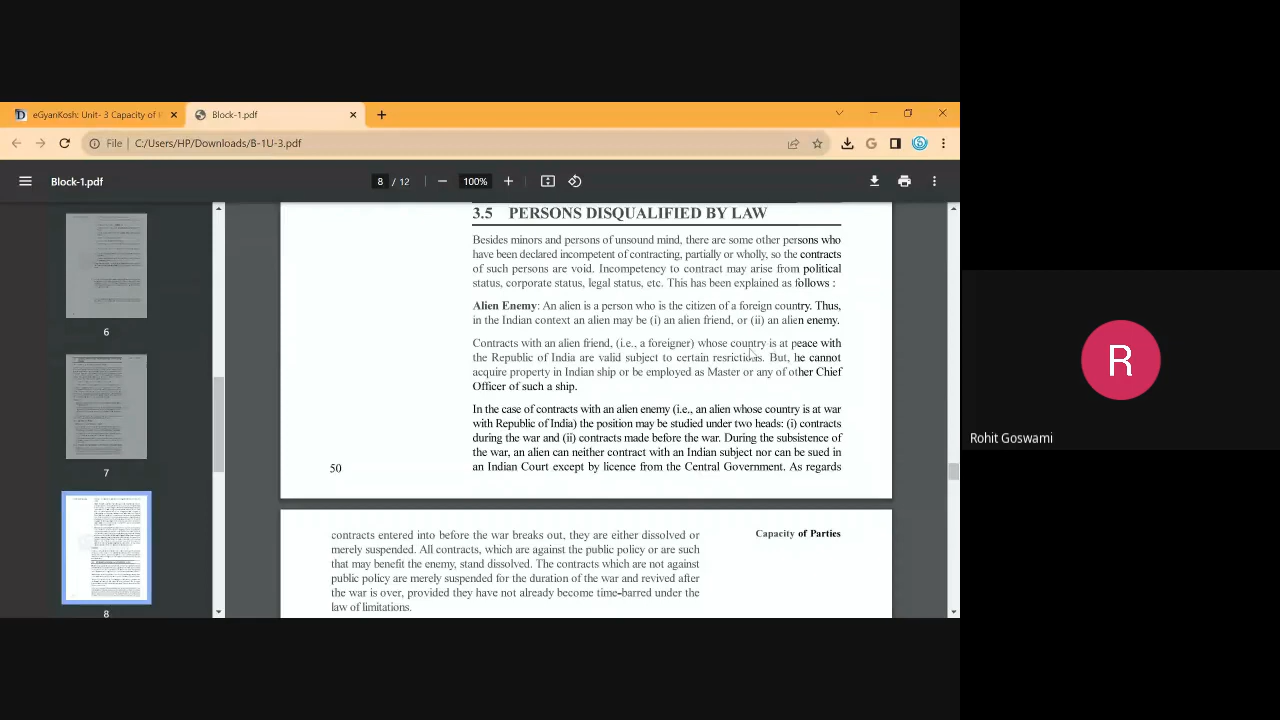 eGyanKosh: Unit- 3 Capacity of
Block-1.pdf
File
C:/Users/HP/Downloads/B-1U-3.pdf
Block-1.pdf
8 / 12
100%
6
7
8
3.5 PERSONS DISQUALIFIED BY LAW
Besides minors and persons of unsound mind, there are some other persons who
have been declared incompetent of contracting, partially or wholly, so the contracts
of such persons are void. Incompetency to contract may arise from political
status, corporate status, legal status, etc. This has been explained as follows :
Alien Enemy: An alien is a person who is the citizen of a foreign country. Thus,
in the Indian context an alien may be (i) an alien friend, or (ii) an alien enemy.
Contracts with an alien friend, (i.e., a foreigner) whose country is at peace with
the Republic of India are valid subject to certain resrictions. But, he cannot
acquire property in Indian ship or be employed as Master or any of other Chief
Officer of such a ship.
In the case of contracts with an alien enemy (i.e., an alien whose country is at war
with Republic of India) the position may be studied under two heads: (i) contracts
during the war and (ii) contracts made before the war. During the subsistence of
the war, an alien can neither contract with an Indian subject nor can be sued in
an Indian Court except by licence from the Central Government. As regards
50
contracts entered into before the war breaks out, they are either dissolved or
merely suspended. All contracts, which are against the public policy or are such
that may benefit the enemy, stand dissolved. The contracts which are not against
public policy are merely suspended for the duration of the war and revived after
the war is over, provided they have not already become time-barred under the
law of limitations.
Capacity of Parties
R
Rohit Goswami